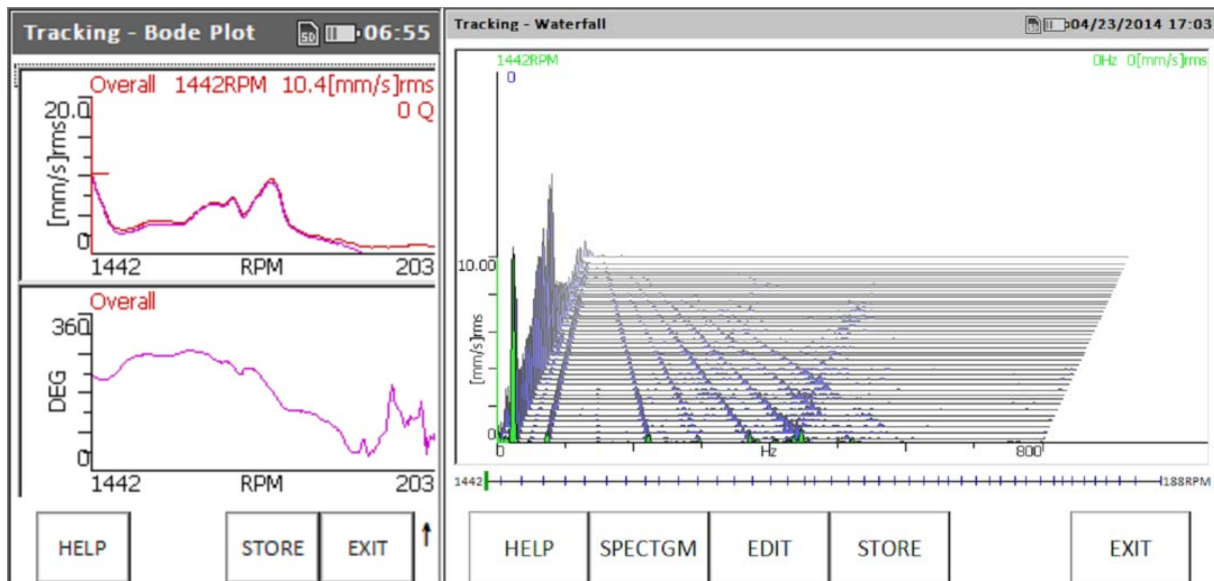 Tracking - Bode Plot SD 06:55
Overall 1442RPM 10.4[mm/s]rms
0 Q
20.0
[mm/s]rms
0
1442 RPM 203
Overall
360
DEG
0
1442 RPM 203
HELP STORE EXIT
Tracking - Waterfall SD 04/23/2014 17:03
1442RPM 0Hz 0[mm/s]rms
0
10.00
[mm/s]rms
0
0 Hz 800
1442 188RPM
HELP SPECTGM EDIT STORE EXIT